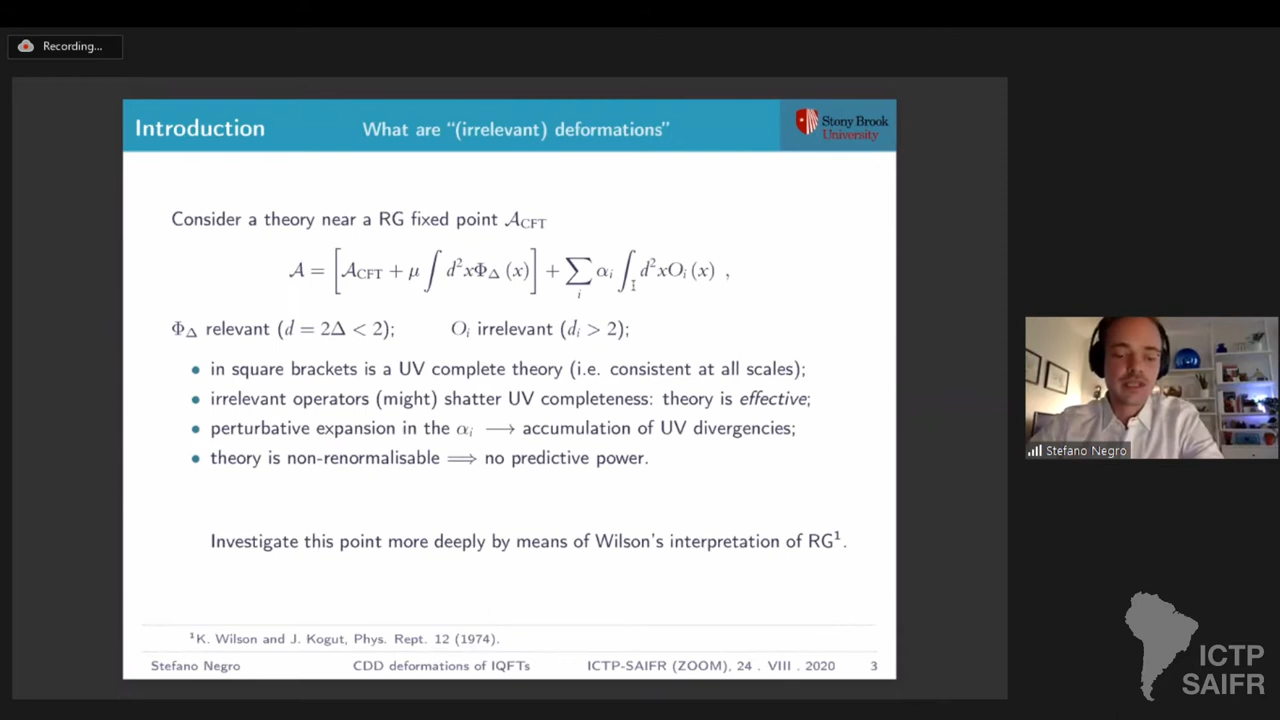 Recording...
Introduction What are "(irrelevant) deformations" Stony Brook University
Consider a theory near a RG fixed point 𝒜_CFT
𝒜 = [𝒜_CFT + μ ∫ d²xΦ_Δ (x)] + ∑_i α_i ∫ d²xO_i (x) ,
Φ_Δ relevant (d = 2Δ < 2); O_i irrelevant (d_i > 2);
• in square brackets is a UV complete theory (i.e. consistent at all scales);
• irrelevant operators (might) shatter UV completeness: theory is effective;
• perturbative expansion in the α_i ⟶ accumulation of UV divergencies;
• theory is non-renormalisable ⟹ no predictive power.
Investigate this point more deeply by means of Wilson's interpretation of RG¹.
¹K. Wilson and J. Kogut, Phys. Rept. 12 (1974).
Stefano Negro CDD deformations of IQFTs ICTP-SAIFR (ZOOM), 24 . VIII . 2020 3
Stefano Negro
ICTP
SAIFR